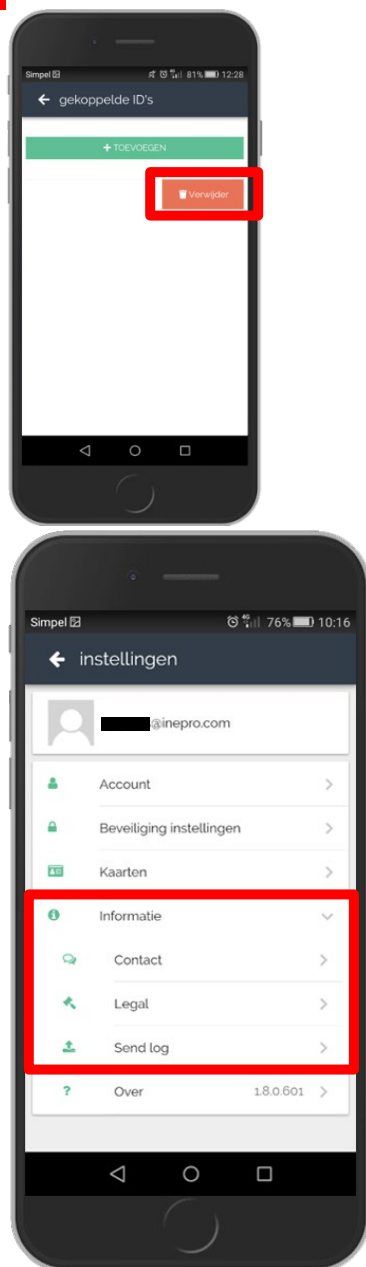 Simpel 81% 12:28
gekoppelde ID's
+ TOEVOEGEN
Verwijder
Simpel 4G 76% 10:16
instellingen
@inepro.com
Account
Beveiliging instellingen
Kaarten
Informatie
Contact
Legal
Send log
? Over 1.8.0.601